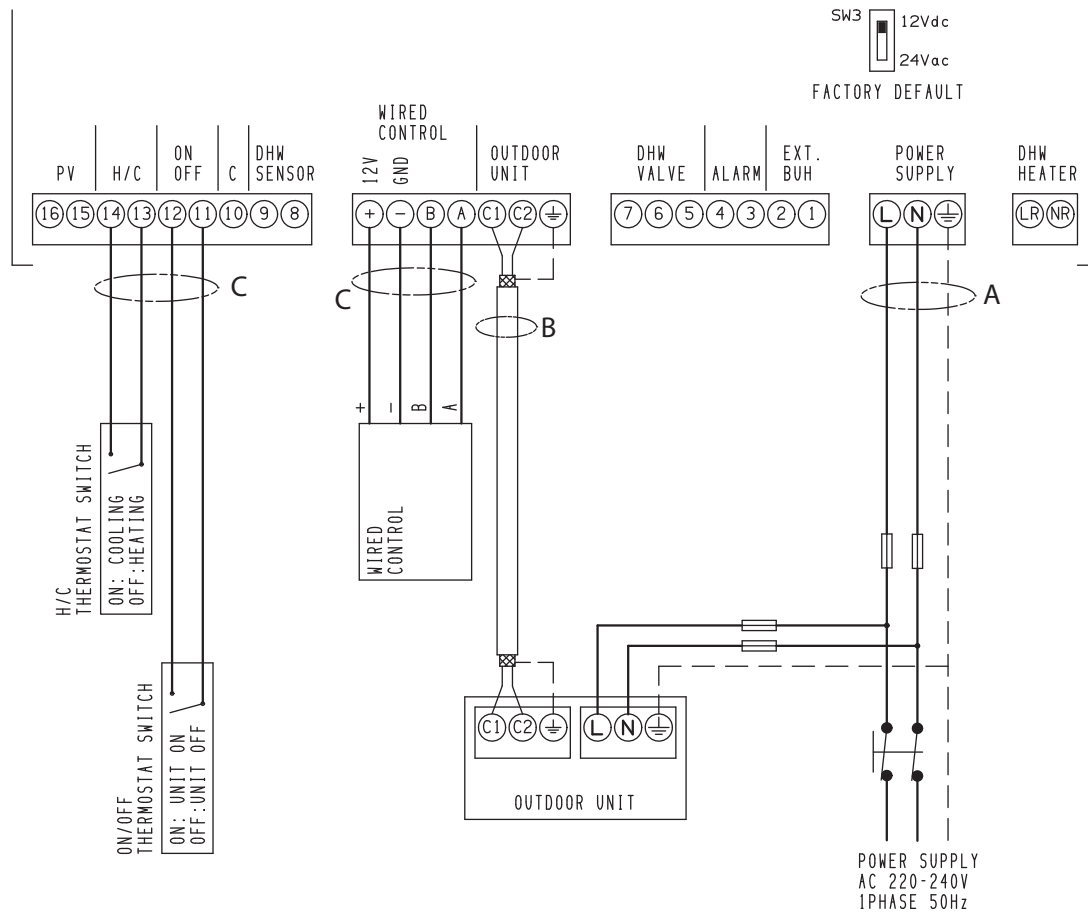 SW3
12Vdc
24Vac
FACTORY DEFAULT
PV
H/C
ON
OFF
C
DHW
SENSOR
WIRED
CONTROL
12V
GND
OUTDOOR
UNIT
DHW
VALVE
ALARM
EXT.
BUH
POWER
SUPPLY
DHW
HEATER
16 15 14 13 12 11 10 9 8
+ - B A C1 C2
7 6 5 4 3 2 1
L N
LR NR
C
C
B
A
+ - B A
WIRED
CONTROL
H/C
THERMOSTAT SWITCH
ON: COOLING
OFF:HEATING
ON/OFF
THERMOSTAT SWITCH
ON: UNIT ON
OFF:UNIT OFF
C1 C2
L N
OUTDOOR UNIT
POWER SUPPLY
AC 220-240V
1PHASE 50Hz